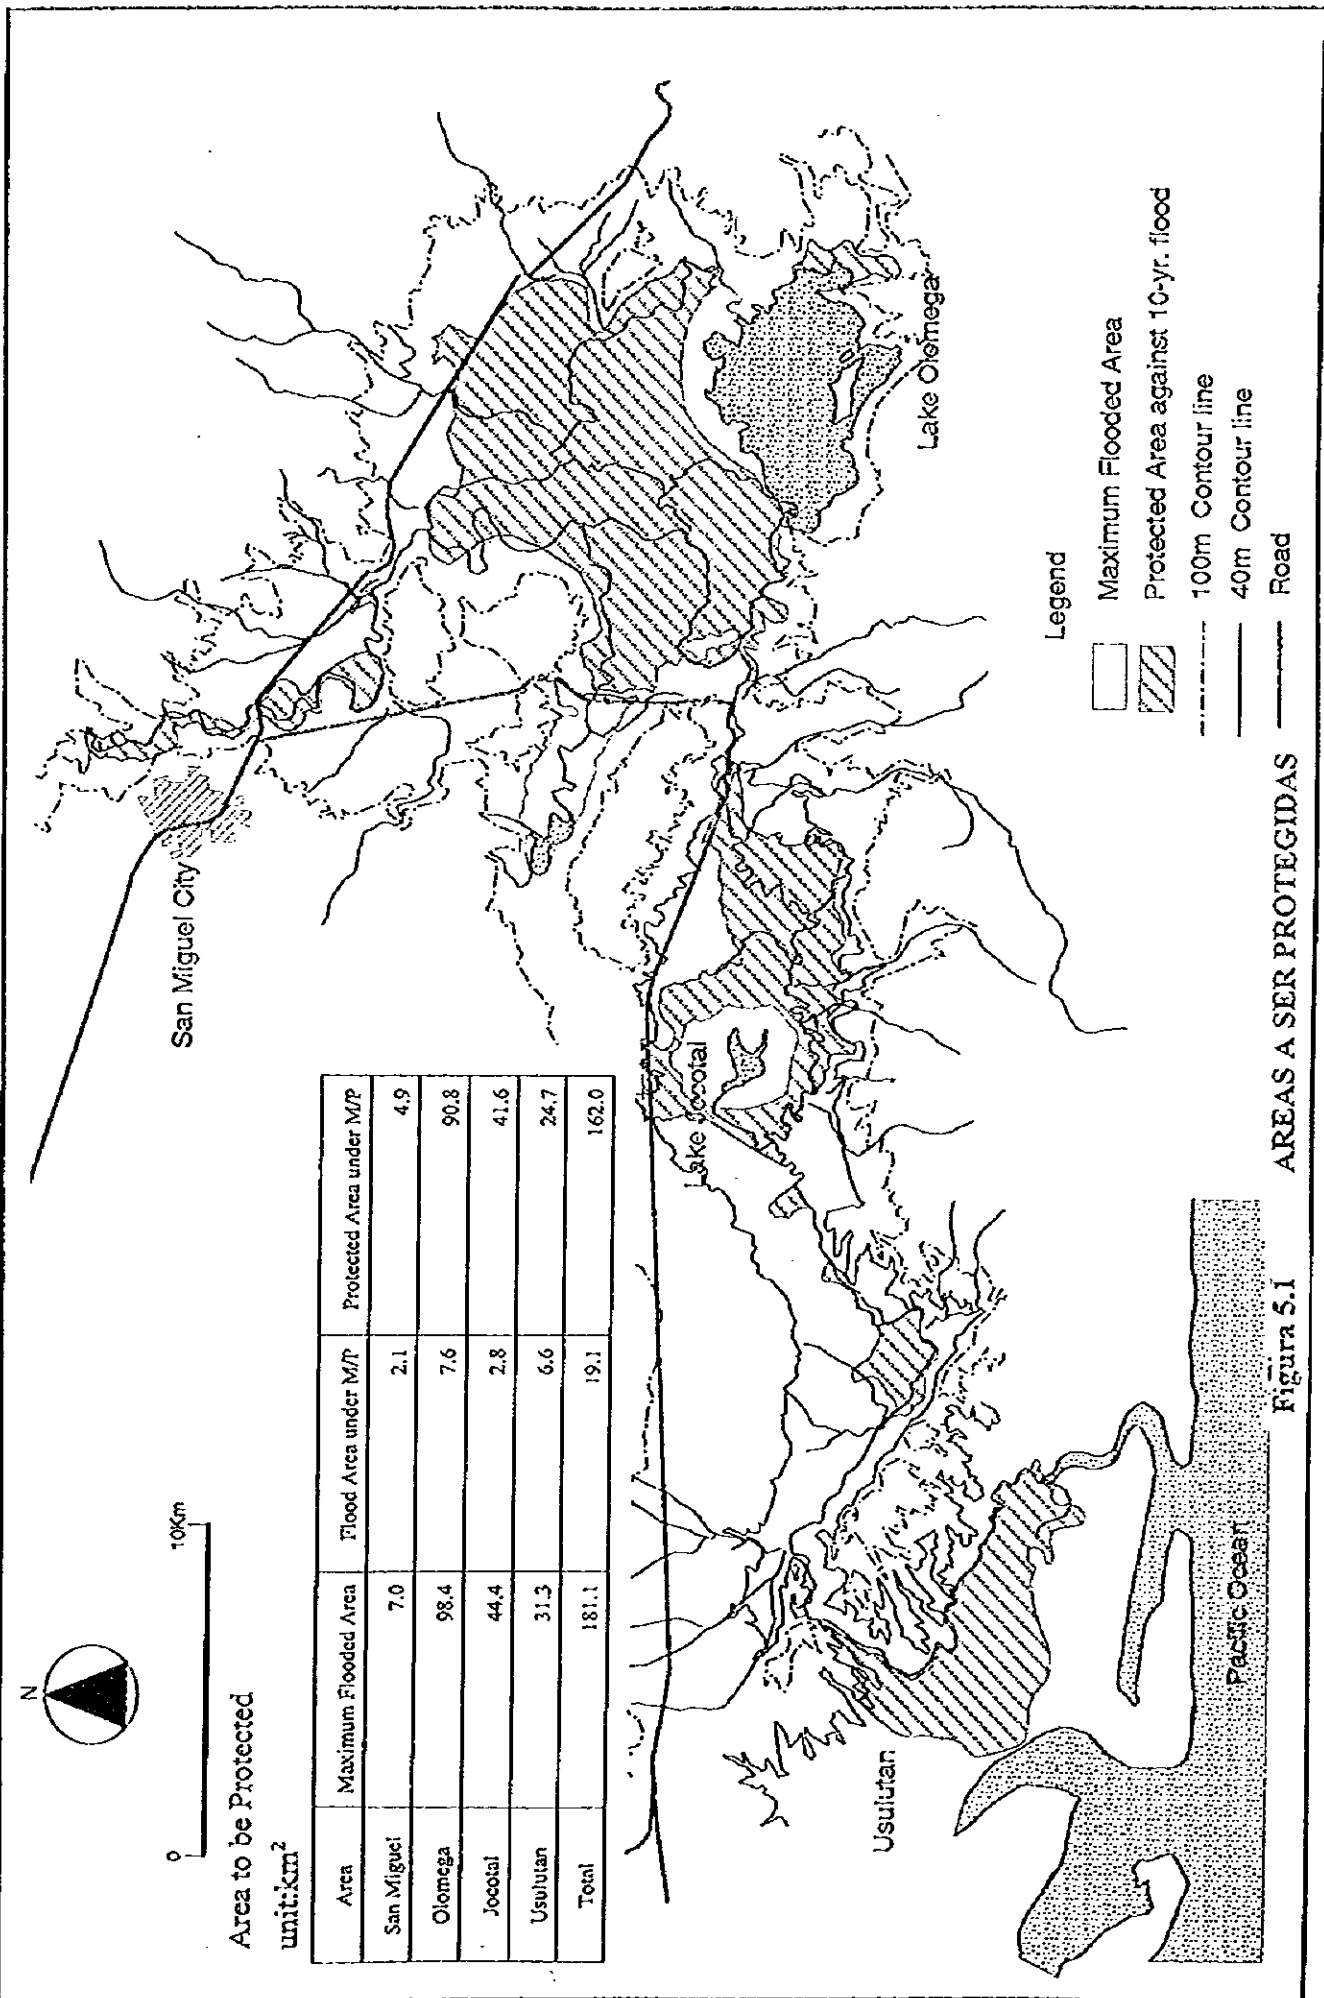 N
0 10Km
Area to be Protected
unit:km²
Area Maximum Flooded Area Flood Area under M/P Protected Area under M/P
San Miguel 7.0 2.1 4.9
Olomega 98.4 7.6 90.8
Jocotal 44.4 2.8 41.6
Usulutan 31.3 6.6 24.7
Total 181.1 19.1 162.0
San Miguel City
Lake Jocotal
Lake Olomega
Usulutan
Pacific Ocean
Legend
Maximum Flooded Area
Protected Area against 10-yr. flood
100m Contour line
40m Contour line
Road
Figura 5.1 AREAS A SER PROTEGIDAS